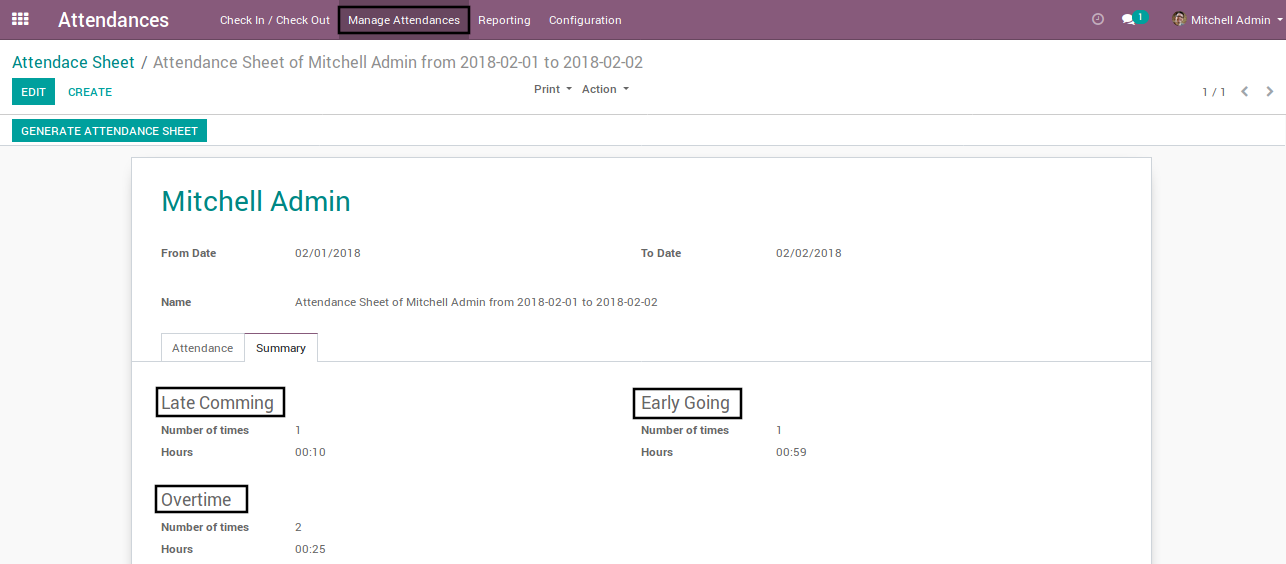 Attendances Check In / Check Out Manage Attendances Reporting Configuration 1 Mitchell Admin
Attendace Sheet / Attendance Sheet of Mitchell Admin from 2018-02-01 to 2018-02-02
EDIT CREATE Print Action 1 / 1
GENERATE ATTENDANCE SHEET
Mitchell Admin
From Date 02/01/2018 To Date 02/02/2018
Name Attendance Sheet of Mitchell Admin from 2018-02-01 to 2018-02-02
Attendance Summary
Late Comming Early Going
Number of times 1 Number of times 1
Hours 00:10 Hours 00:59
Overtime
Number of times 2
Hours 00:25